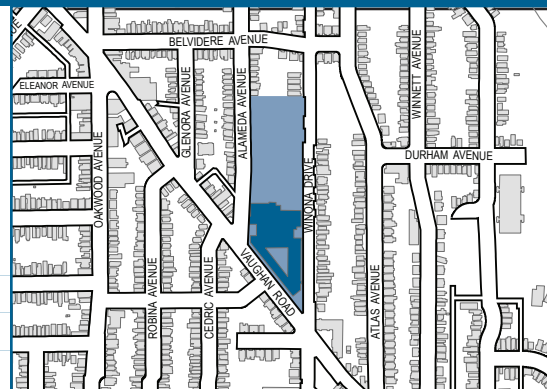 BELVIDERE AVENUE
ELEANOR AVENUE
GLENORA AVENUE
ALAMEDA AVENUE
WINNETT AVENUE
DURHAM AVENUE
OAKWOOD AVENUE
WINONA DRIVE
VAUGHAN ROAD
ROBINA AVENUE
CEDRIC AVENUE
ATLAS AVENUE